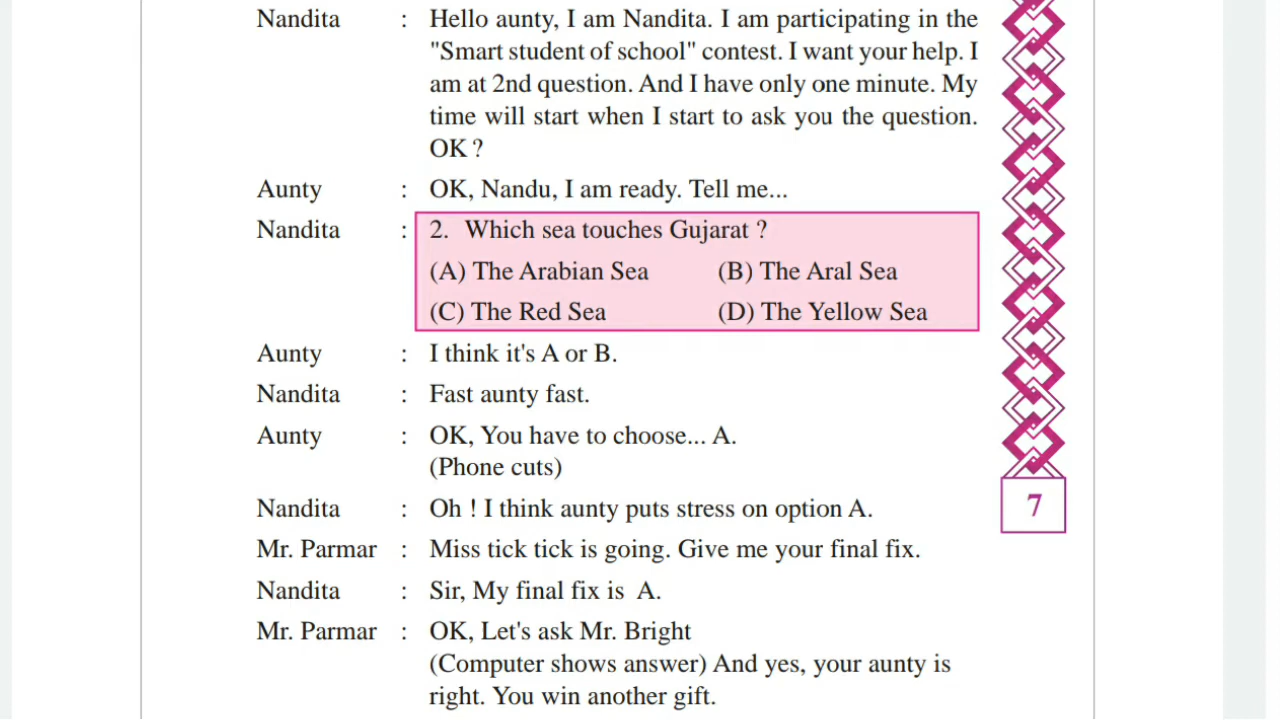 Nandita : Hello aunty, I am Nandita. I am participating in the
"Smart student of school" contest. I want your help. I
am at 2nd question. And I have only one minute. My
time will start when I start to ask you the question.
OK ?
Aunty : OK, Nandu, I am ready. Tell me...
Nandita : 2. Which sea touches Gujarat ?
(A) The Arabian Sea (B) The Aral Sea
(C) The Red Sea (D) The Yellow Sea
Aunty : I think it's A or B.
Nandita : Fast aunty fast.
Aunty : OK, You have to choose... A.
(Phone cuts)
Nandita : Oh ! I think aunty puts stress on option A.
Mr. Parmar : Miss tick tick is going. Give me your final fix.
Nandita : Sir, My final fix is A.
Mr. Parmar : OK, Let's ask Mr. Bright
(Computer shows answer) And yes, your aunty is
right. You win another gift.
7